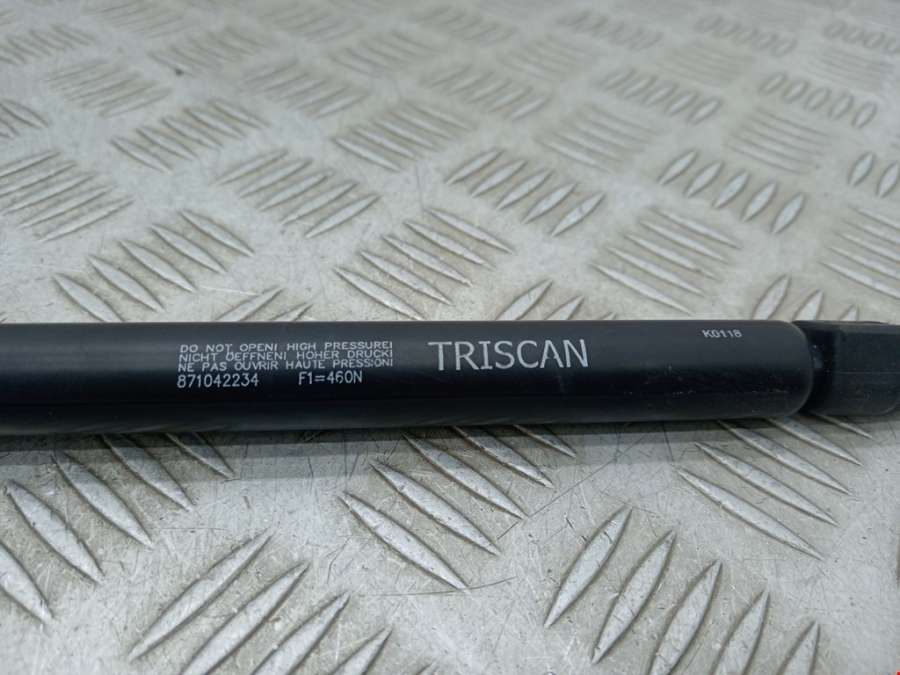 DO NOT OPEN! HIGH PRESSURE!
NICHT OEFFNEN! HOHER DRUCK!
NE PAS OUVRIR HAUTE PRESSION!
871042234 F1=460N
TRISCAN
K0118